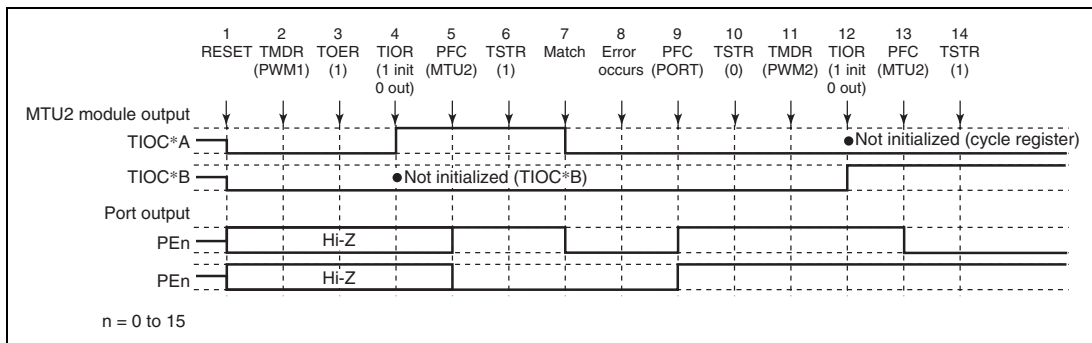 1 2 3 4 5 6 7 8 9 10 11 12 13 14
RESET TMDR TOER TIOR PFC TSTR Match Error PFC TSTR TMDR TIOR PFC TSTR
(PWM1) (1) (1 init (MTU2) (1) occurs (PORT) (0) (PWM2) (1 init (MTU2) (1)
0 out) 0 out)
MTU2 module output
TIOC*A ●Not initialized (cycle register)
TIOC*B ●Not initialized (TIOC*B)
Port output
PEn Hi-Z
PEn Hi-Z
n = 0 to 15